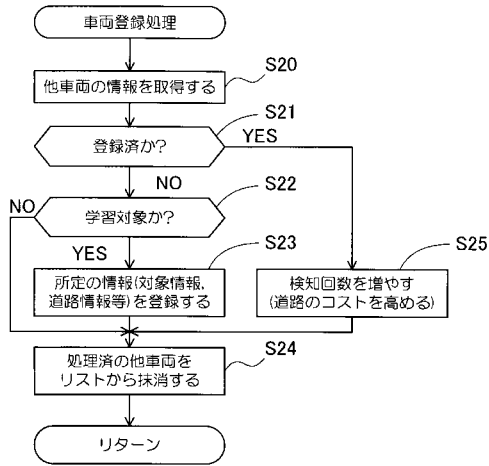 車両登録処理
S20
他車両の情報を取得する
S21
登録済か?
YES
NO
S22
NO
学習対象か?
YES
S23
S25
所定の情報(対象情報,
道路情報等)を登録する
検知回数を増やす
(道路のコストを高める)
S24
処理済の他車両を
リストから抹消する
リターン